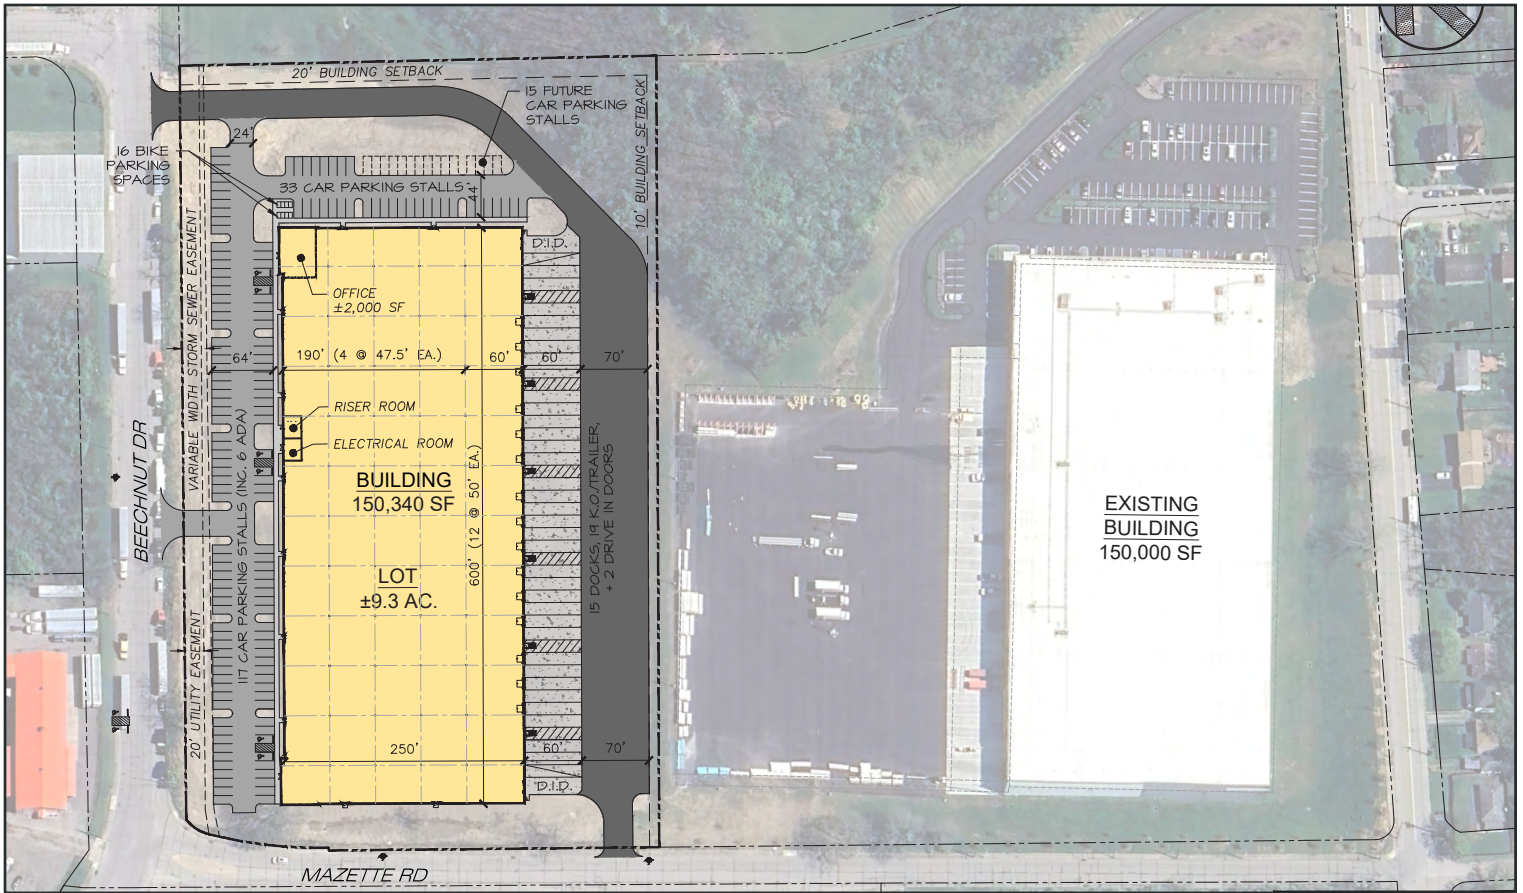 20' BUILDING SETBACK
15 FUTURE
CAR PARKING
STALLS
10' BUILDING SETBACK
24'
16 BIKE
PARKING
SPACES
33 CAR PARKING STALLS
44'
D.I.D.
OFFICE
±2,000 SF
VARIABLE WIDTH STORM SEWER EASEMENT
64'
190' (4 @ 47.5' EA.)
60'
60'
70'
RISER ROOM
ELECTRICAL ROOM
BEECHNUT DR
117 CAR PARKING STALLS (INC. 6 ADA)
BUILDING
150,340 SF
600' (12 @ 50' EA.)
15 DOCKS, 19 K.O./TRAILER,
+ 2 DRIVE IN DOORS
EXISTING
BUILDING
150,000 SF
LOT
±9.3 AC.
20' UTILITY EASEMENT
250'
60'
70'
D.I.D.
MAZETTE RD